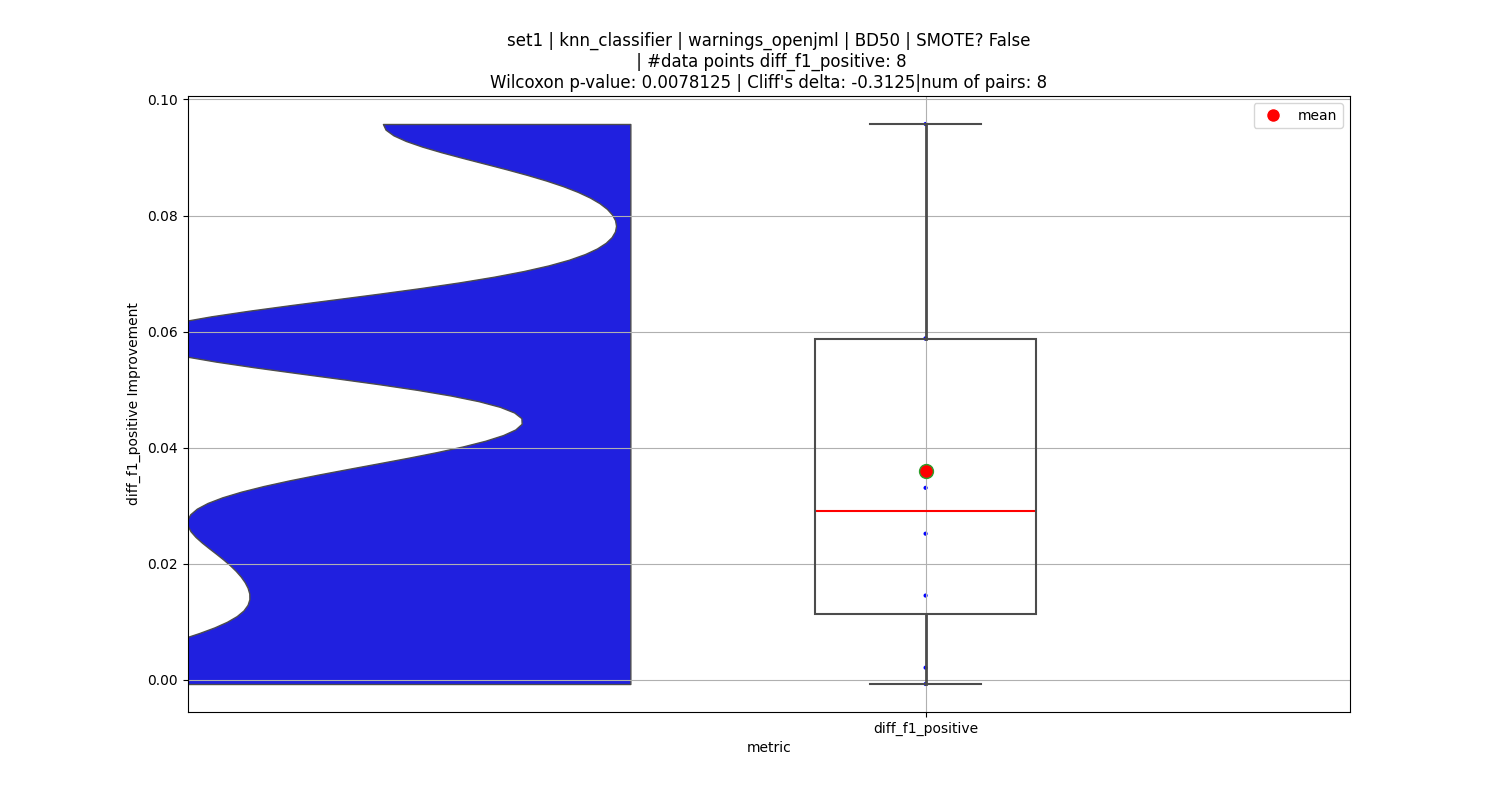 set1 | knn_classifier | warnings_openjml | BD50 | SMOTE? False
| #data points diff_f1_positive: 8
Wilcoxon p-value: 0.0078125 | Cliff's delta: -0.3125|num of pairs: 8
mean
diff_f1_positive Improvement
0.10
0.08
0.06
0.04
0.02
0.00
diff_f1_positive
metric